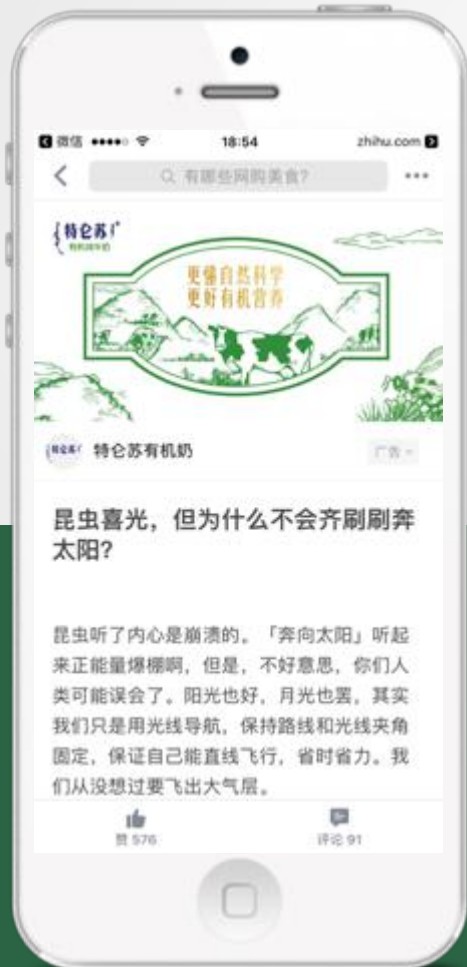 微信
18:54
zhihu.com
有哪些网购美食?
特仑苏
有机纯牛奶
更懂自然科学
更好有机营养
特仑苏
特仑苏有机奶
广告
昆虫喜光，但为什么不会齐刷刷奔
太阳?
昆虫听了内心是崩溃的。「奔向太阳」听起
来正能量爆棚啊，但是，不好意思，你们人
类可能误会了。阳光也好，月光也罢，其实
我们只是用光线导航，保持路线和光线夹角
固定，保证自己能直线飞行，省时省力。我
们从没想过要飞出大气层。
赞 576
评论 91